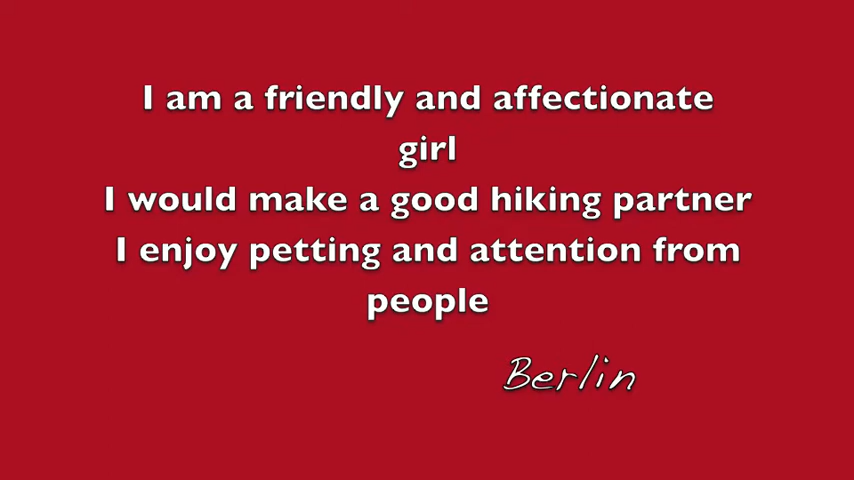 I am a friendly and affectionate
girl
I would make a good hiking partner
I enjoy petting and attention from
people
Berlin